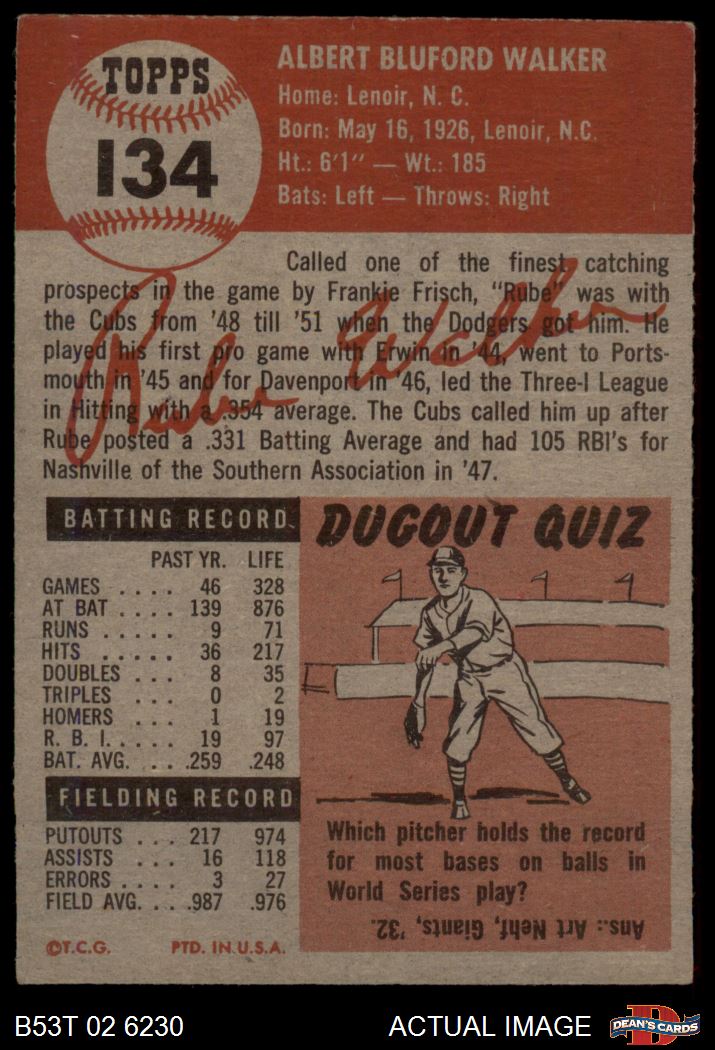 TOPPS
134
ALBERT BLUFORD WALKER
Home: Lenoir, N. C.
Born: May 16, 1926, Lenoir, N.C.
Ht.: 6'1" — Wt.: 185
Bats: Left — Throws: Right
Called one of the finest catching
prospects in the game by Frankie Frisch, "Rube" was with
the Cubs from '48 till '51 when the Dodgers got him. He
played his first pro game with Erwin in '44, went to Ports-
mouth in '45 and for Davenport in '46, led the Three-I League
in Hitting with a .354 average. The Cubs called him up after
Rube posted a .331 Batting Average and had 105 RBI's for
Nashville of the Southern Association in '47.
Rube Walker
BATTING RECORD
PAST YR. LIFE
GAMES . . . . 46 328
AT BAT . . . . 139 876
RUNS . . . . . 9 71
HITS . . . . . 36 217
DOUBLES . . . 8 35
TRIPLES . . . 0 2
HOMERS . . . 1 19
R. B. I. . . . . 19 97
BAT. AVG. . . . .259 .248
FIELDING RECORD
PUTOUTS . . . 217 974
ASSISTS . . . 16 118
ERRORS . . . . 3 27
FIELD AVG. . . .987 .976
©T.C.G. PTD. IN U.S.A.
DUGOUT QUIZ
Which pitcher holds the record
for most bases on balls in
World Series play?
Ans.: Art Nehf, Giants, '32.
B53T 02 6230 ACTUAL IMAGE
D
DEAN'S CARDS